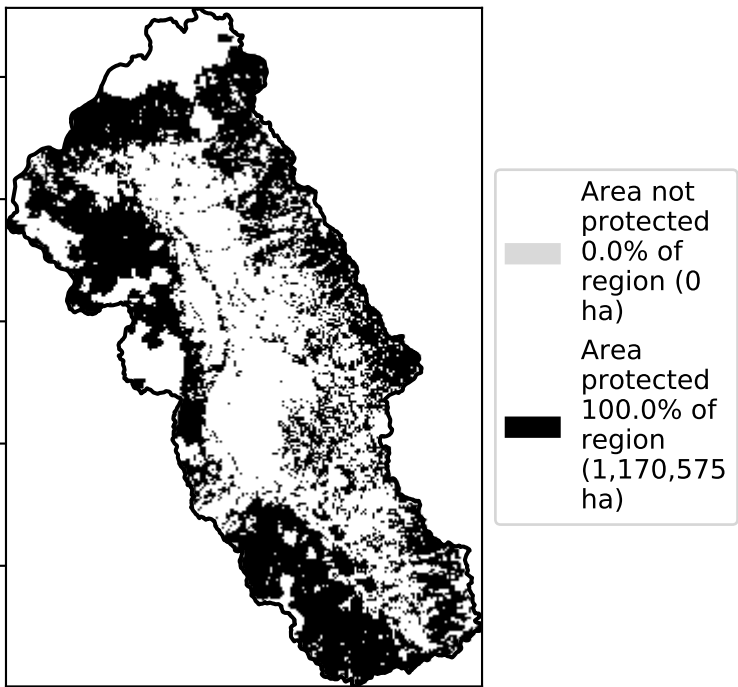 Area not
protected
0.0% of
region (0
ha)
Area
protected
100.0% of
region
(1,170,575
ha)